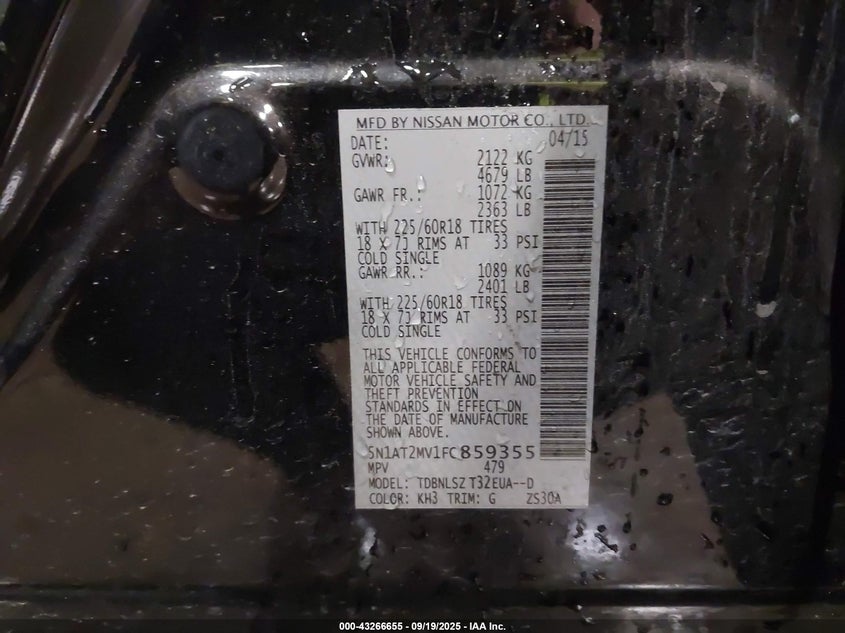 MFD BY NISSAN MOTOR CO., LTD.
DATE: 04/15
GVWR: 2122 KG
4679 LB
GAWR FR.: 1072 KG
2363 LB
WITH 225/60R18 TIRES
18 X 7J RIMS AT 33 PSI
COLD SINGLE
GAWR RR.: 1089 KG
2401 LB
WITH 225/60R18 TIRES
18 X 7J RIMS AT 33 PSI
COLD SINGLE
THIS VEHICLE CONFORMS TO
ALL APPLICABLE FEDERAL
MOTOR VEHICLE SAFETY AND
THEFT PREVENTION
STANDARDS IN EFFECT ON
THE DATE OF MANUFACTURE
SHOWN ABOVE.
5N1AT2MV1FC859355
MPV 479
MODEL: TDBNLSZ T32EUA--D
COLOR: KH3 TRIM: G ZS30A
000-43266655 - 09/19/2025 - IAA Inc.